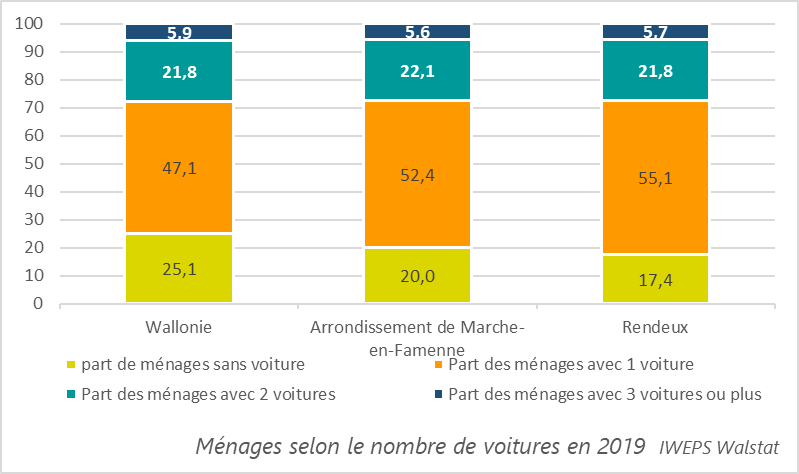 100
90
80
70
60
50
40
30
20
10
0
5,9 5,6 5,7
21,8 22,1 21,8
47,1 52,4 55,1
25,1 20,0 17,4
Wallonie Arrondissement de Marche- Rendeux
en-Famenne
part de ménages sans voiture Part des ménages avec 1 voiture
Part des ménages avec 2 voitures Part des ménages avec 3 voitures ou plus
Ménages selon le nombre de voitures en 2019 IWEPS Walstat